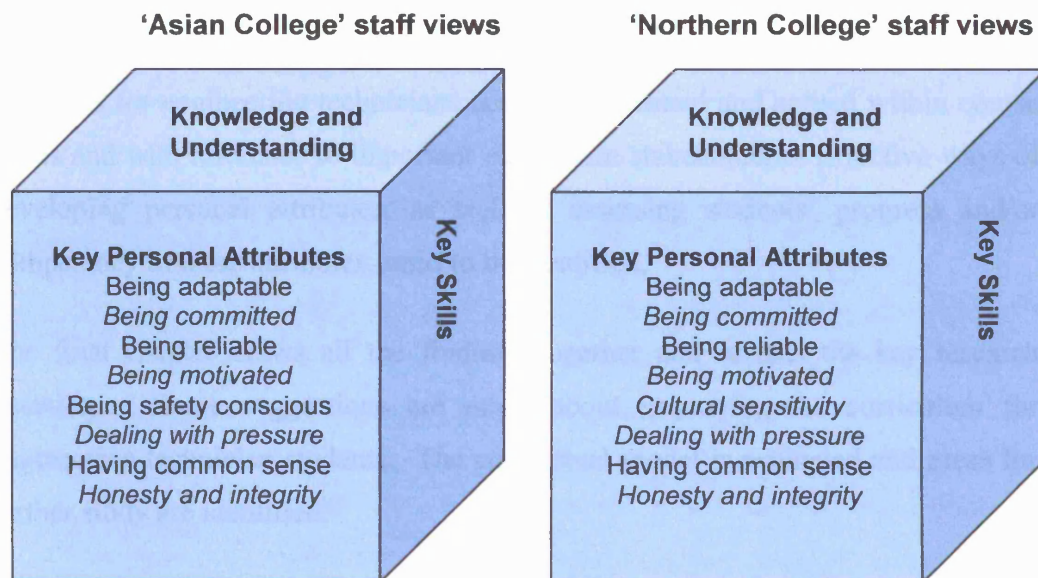 'Asian College' staff views
Knowledge and
Understanding
Key Personal Attributes
Being adaptable
Being committed
Being reliable
Being motivated
Being safety conscious
Dealing with pressure
Having common sense
Honesty and integrity
Key Skills
'Northern College' staff views
Knowledge and
Understanding
Key Personal Attributes
Being adaptable
Being committed
Being reliable
Being motivated
Cultural sensitivity
Dealing with pressure
Having common sense
Honesty and integrity
Key Skills